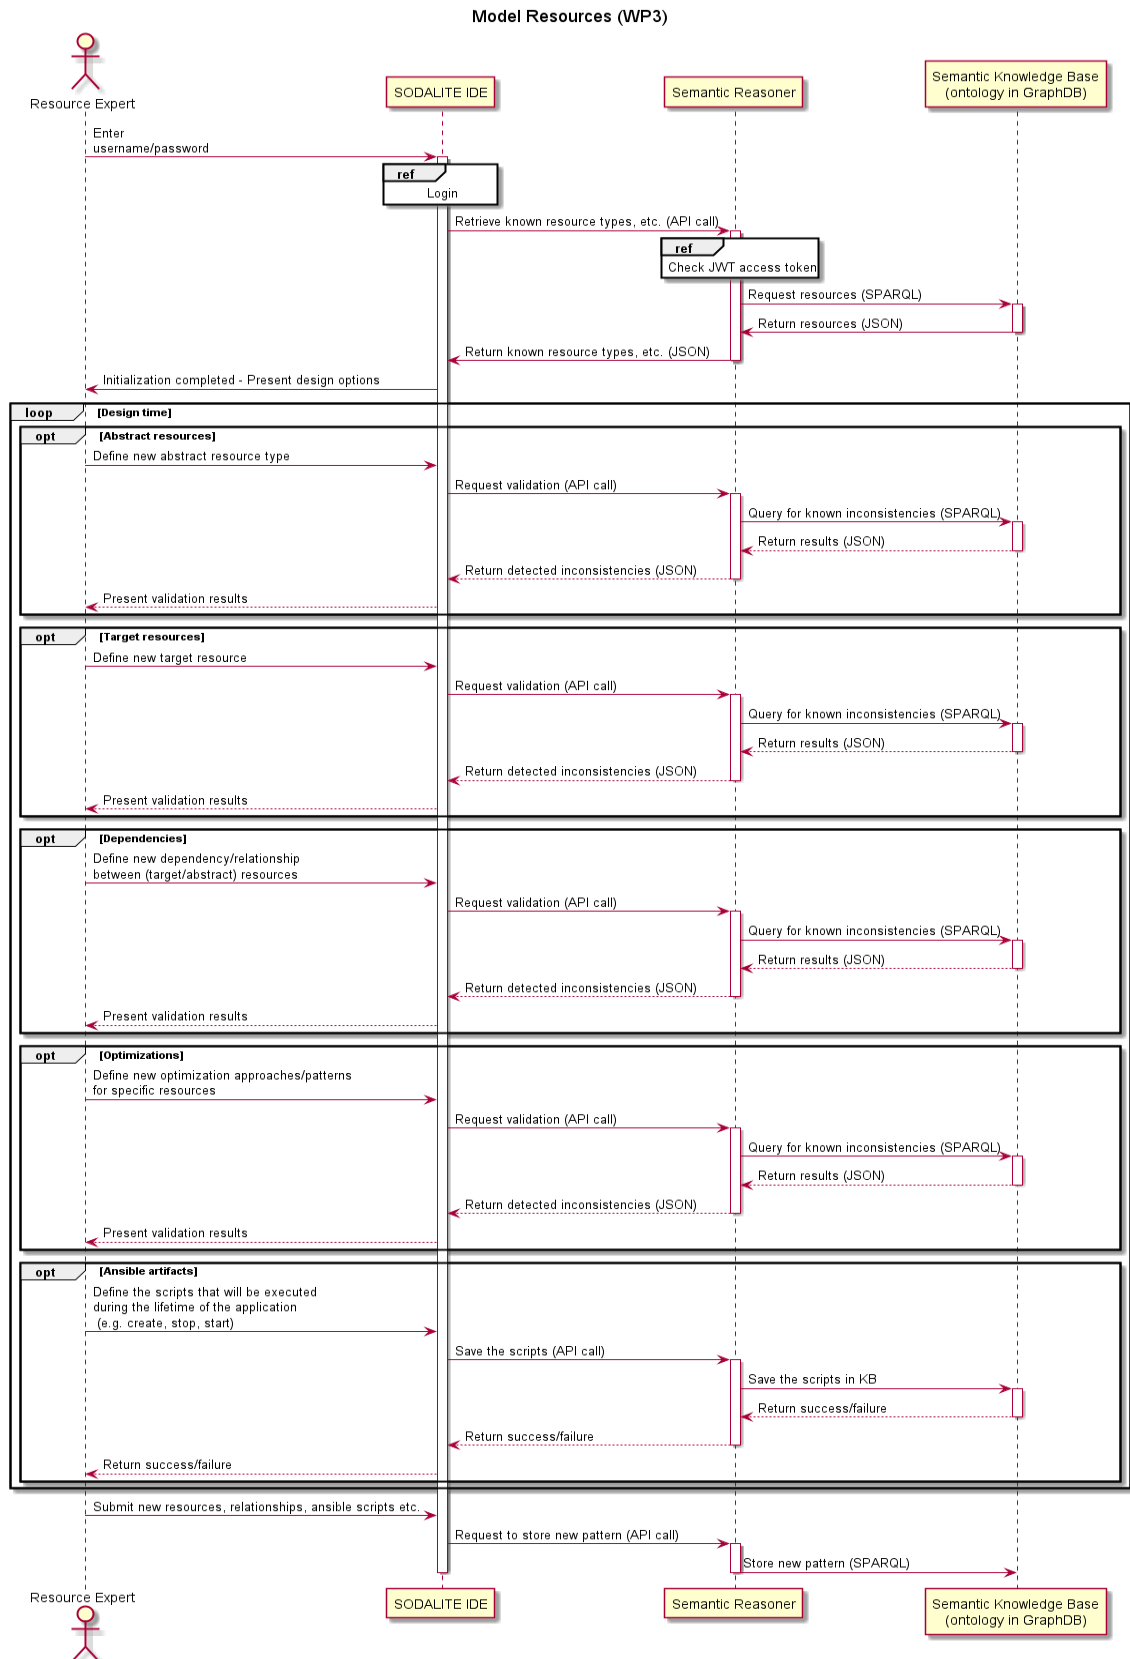 Model Resources (WP3)
Resource Expert
SODALITE IDE
Semantic Reasoner
Semantic Knowledge Base
(ontology in GraphDB)
Enter
username/password
ref
Login
Retrieve known resource types, etc. (API call)
ref
Check JWT access token
Request resources (SPARQL)
Return resources (JSON)
Return known resource types, etc. (JSON)
Initialization completed - Present design options
loop [Design time]
opt [Abstract resources]
Define new abstract resource type
Request validation (API call)
Query for known inconsistencies (SPARQL)
Return results (JSON)
Return detected inconsistencies (JSON)
Present validation results
opt [Target resources]
Define new target resource
Request validation (API call)
Query for known inconsistencies (SPARQL)
Return results (JSON)
Return detected inconsistencies (JSON)
Present validation results
opt [Dependencies]
Define new dependency/relationship
between (target/abstract) resources
Request validation (API call)
Query for known inconsistencies (SPARQL)
Return results (JSON)
Return detected inconsistencies (JSON)
Present validation results
opt [Optimizations]
Define new optimization approaches/patterns
for specific resources
Request validation (API call)
Query for known inconsistencies (SPARQL)
Return results (JSON)
Return detected inconsistencies (JSON)
Present validation results
opt [Ansible artifacts]
Define the scripts that will be executed
during the lifetime of the application
(e.g. create, stop, start)
Save the scripts (API call)
Save the scripts in KB
Return success/failure
Return success/failure
Return success/failure
Submit new resources, relationships, ansible scripts etc.
Request to store new pattern (API call)
Store new pattern (SPARQL)
Resource Expert
SODALITE IDE
Semantic Reasoner
Semantic Knowledge Base
(ontology in GraphDB)